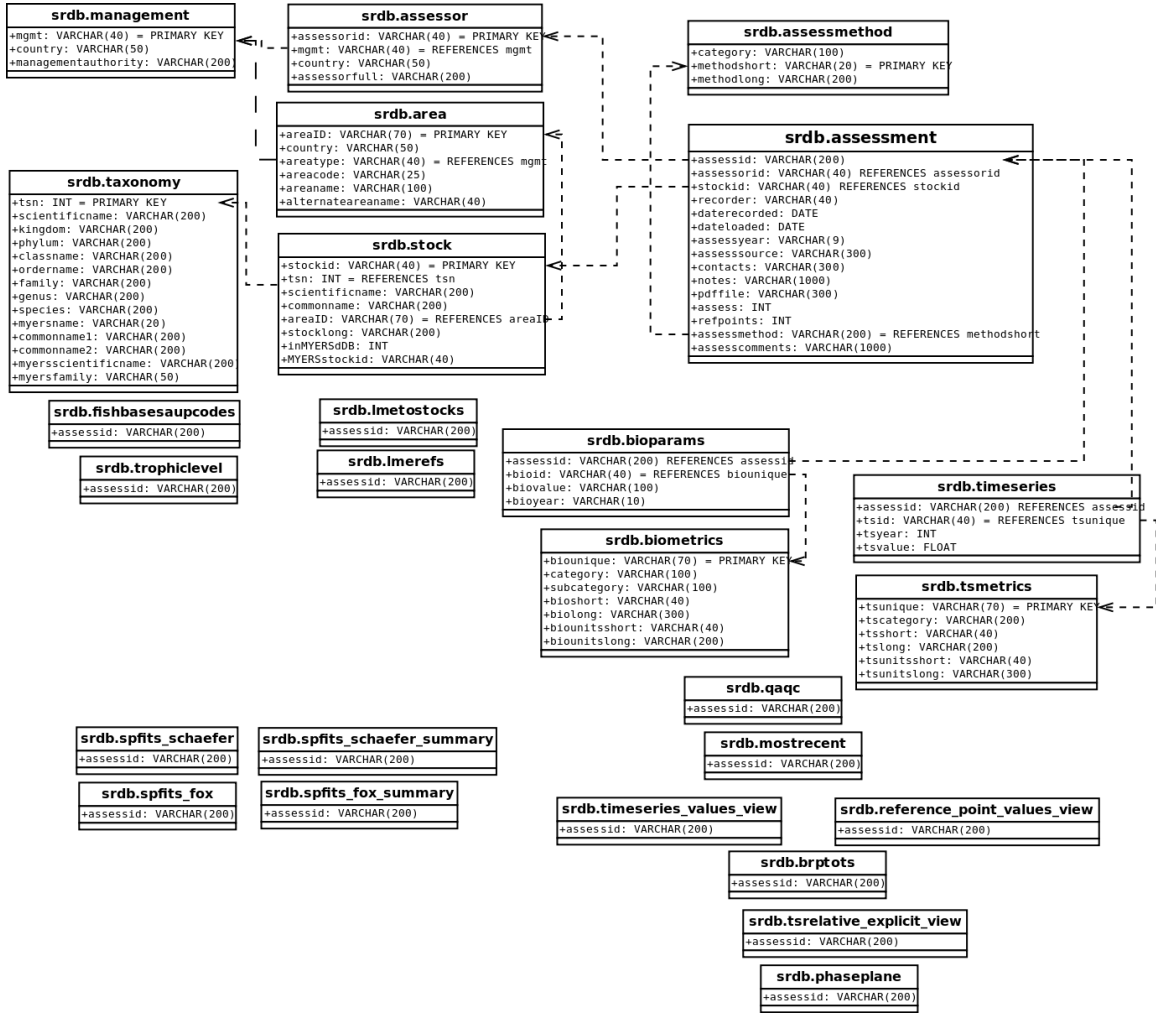 srdb.management
+mgmt: VARCHAR(40) = PRIMARY KEY
+country: VARCHAR(50)
+managementauthority: VARCHAR(200)
srdb.assessor
+assessorid: VARCHAR(40) = PRIMARY KEY
+mgmt: VARCHAR(40) = REFERENCES mgmt
+country: VARCHAR(50)
+assessorfull: VARCHAR(200)
srdb.assessmethod
+category: VARCHAR(100)
+methodshort: VARCHAR(20) = PRIMARY KEY
+methodlong: VARCHAR(200)
srdb.area
+areaID: VARCHAR(70) = PRIMARY KEY
+country: VARCHAR(50)
+areatype: VARCHAR(40) = REFERENCES mgmt
+areacode: VARCHAR(25)
+areaname: VARCHAR(100)
+alternateareaname: VARCHAR(40)
srdb.assessment
+assessid: VARCHAR(200)
+assessorid: VARCHAR(40) REFERENCES assessorid
+stockid: VARCHAR(40) REFERENCES stockid
+recorder: VARCHAR(40)
+daterecorded: DATE
+dateloaded: DATE
+assessyear: VARCHAR(9)
+assesssource: VARCHAR(300)
+contacts: VARCHAR(300)
+notes: VARCHAR(1000)
+pdffile: VARCHAR(300)
+assess: INT
+refpoints: INT
+assessmethod: VARCHAR(200) = REFERENCES methodshort
+assesscomments: VARCHAR(1000)
srdb.taxonomy
+tsn: INT = PRIMARY KEY
+scientificname: VARCHAR(200)
+kingdom: VARCHAR(200)
+phylum: VARCHAR(200)
+classname: VARCHAR(200)
+ordername: VARCHAR(200)
+family: VARCHAR(200)
+genus: VARCHAR(200)
+species: VARCHAR(200)
+myersname: VARCHAR(20)
+commonname1: VARCHAR(200)
+commonname2: VARCHAR(200)
+myersscientificname: VARCHAR(200)
+myersfamily: VARCHAR(50)
srdb.stock
+stockid: VARCHAR(40) = PRIMARY KEY
+tsn: INT = REFERENCES tsn
+scientificname: VARCHAR(200)
+commonname: VARCHAR(200)
+areaID: VARCHAR(70) = REFERENCES areaID
+stocklong: VARCHAR(200)
+inMYERSdDB: INT
+MYERSstockid: VARCHAR(40)
srdb.fishbasesaupcodes
+assessid: VARCHAR(200)
srdb.lmetostocks
+assessid: VARCHAR(200)
srdb.trophiclevel
+assessid: VARCHAR(200)
srdb.lmerefs
+assessid: VARCHAR(200)
srdb.bioparams
+assessid: VARCHAR(200) REFERENCES assessid
+bioid: VARCHAR(40) = REFERENCES biounique
+biovalue: VARCHAR(100)
+bioyear: VARCHAR(10)
srdb.timeseries
+assessid: VARCHAR(200) REFERENCES assessid
+tsid: VARCHAR(40) = REFERENCES tsunique
+tsyear: INT
+tsvalue: FLOAT
srdb.biometrics
+biounique: VARCHAR(70) = PRIMARY KEY
+category: VARCHAR(100)
+subcategory: VARCHAR(100)
+bioshort: VARCHAR(40)
+biolong: VARCHAR(300)
+biounitsshort: VARCHAR(40)
+biounitslong: VARCHAR(200)
srdb.tsmetrics
+tsunique: VARCHAR(70) = PRIMARY KEY
+tscategory: VARCHAR(200)
+tsshort: VARCHAR(40)
+tslong: VARCHAR(200)
+tsunitsshort: VARCHAR(40)
+tsunitslong: VARCHAR(300)
srdb.qaqc
+assessid: VARCHAR(200)
srdb.spfits_schaefer
+assessid: VARCHAR(200)
srdb.spfits_schaefer_summary
+assessid: VARCHAR(200)
srdb.mostrecent
+assessid: VARCHAR(200)
srdb.spfits_fox
+assessid: VARCHAR(200)
srdb.spfits_fox_summary
+assessid: VARCHAR(200)
srdb.timeseries_values_view
+assessid: VARCHAR(200)
srdb.reference_point_values_view
+assessid: VARCHAR(200)
srdb.brptots
+assessid: VARCHAR(200)
srdb.tsrelative_explicit_view
+assessid: VARCHAR(200)
srdb.phaseplane
+assessid: VARCHAR(200)